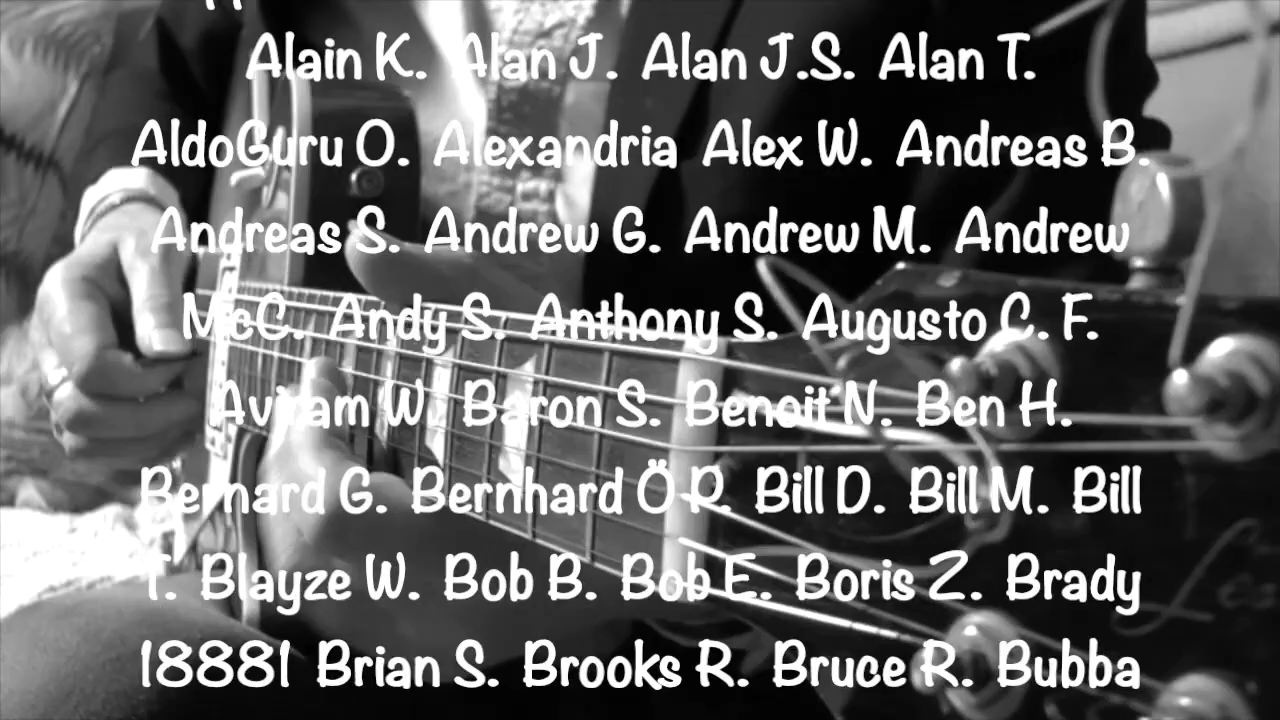 Alain K. Alan J. Alan J.S. Alan T.
AldoGuru O. Alexandria Alex W. Andreas B.
Andreas S. Andrew G. Andrew M. Andrew
McC. Andy S. Anthony S. Augusto C. F.
Aviram W. Baron S. Benoit N. Ben H.
Bernard G. Bernhard Ö R. Bill D. Bill M. Bill
T. Blayze W. Bob B. Bob E. Boris Z. Brady
18881 Brian S. Brooks R. Bruce R. Bubba